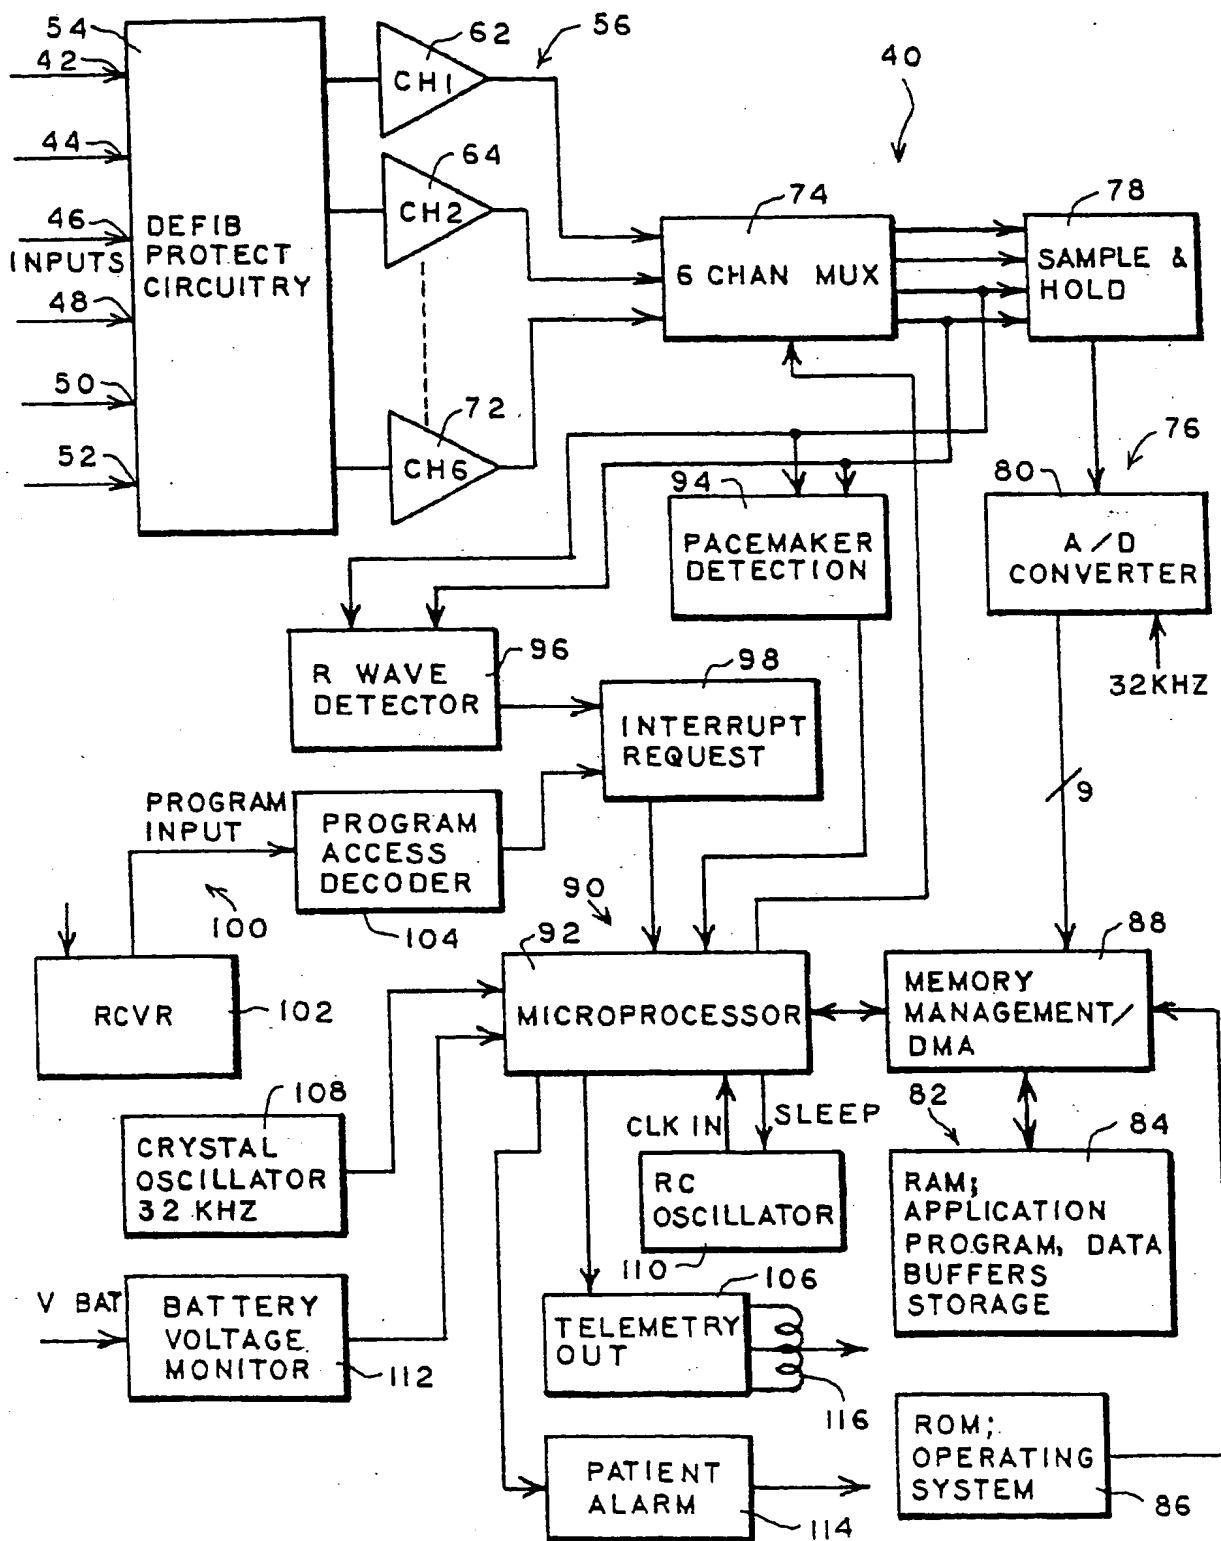 54
42
44
46
INPUTS
48
50
52
DEFIB
PROTECT
CIRCUITRY
62
CH1
56
64
CH2
72
CH6
40
74
6 CHAN MUX
78
SAMPLE &
HOLD
76
80
A/D
CONVERTER
32KHZ
94
PACEMAKER
DETECTION
96
R WAVE
DETECTOR
98
INTERRUPT
REQUEST
9
PROGRAM
INPUT
100
PROGRAM
ACCESS
DECODER
104
90
92
MICROPROCESSOR
88
MEMORY
MANAGEMENT/
DMA
RCVR
102
108
CRYSTAL
OSCILLATOR
32 KHZ
CLK IN
SLEEP
RC
OSCILLATOR
110
82
84
RAM;
APPLICATION
PROGRAM, DATA
BUFFERS
STORAGE
V BAT
BATTERY
VOLTAGE
MONITOR
112
106
TELEMETRY
OUT
116
PATIENT
ALARM
114
ROM;
OPERATING
SYSTEM
86